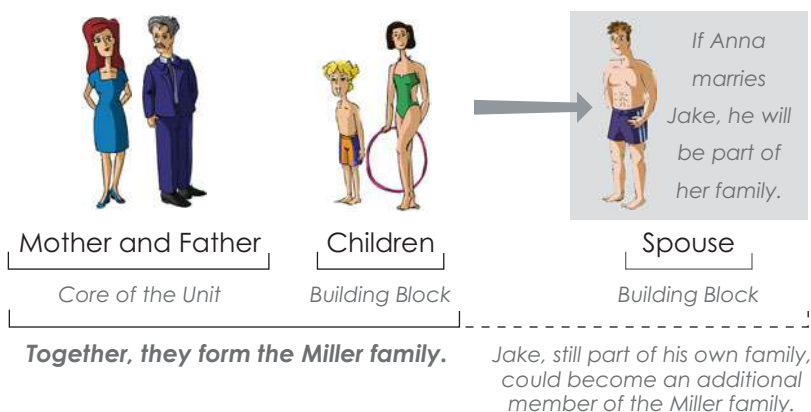 If Anna
marries
Jake, he will
be part of
her family.
Mother and Father
Children
Spouse
Core of the Unit
Building Block
Building Block
Together, they form the Miller family.
Jake, still part of his own family,
could become an additional
member of the Miller family.